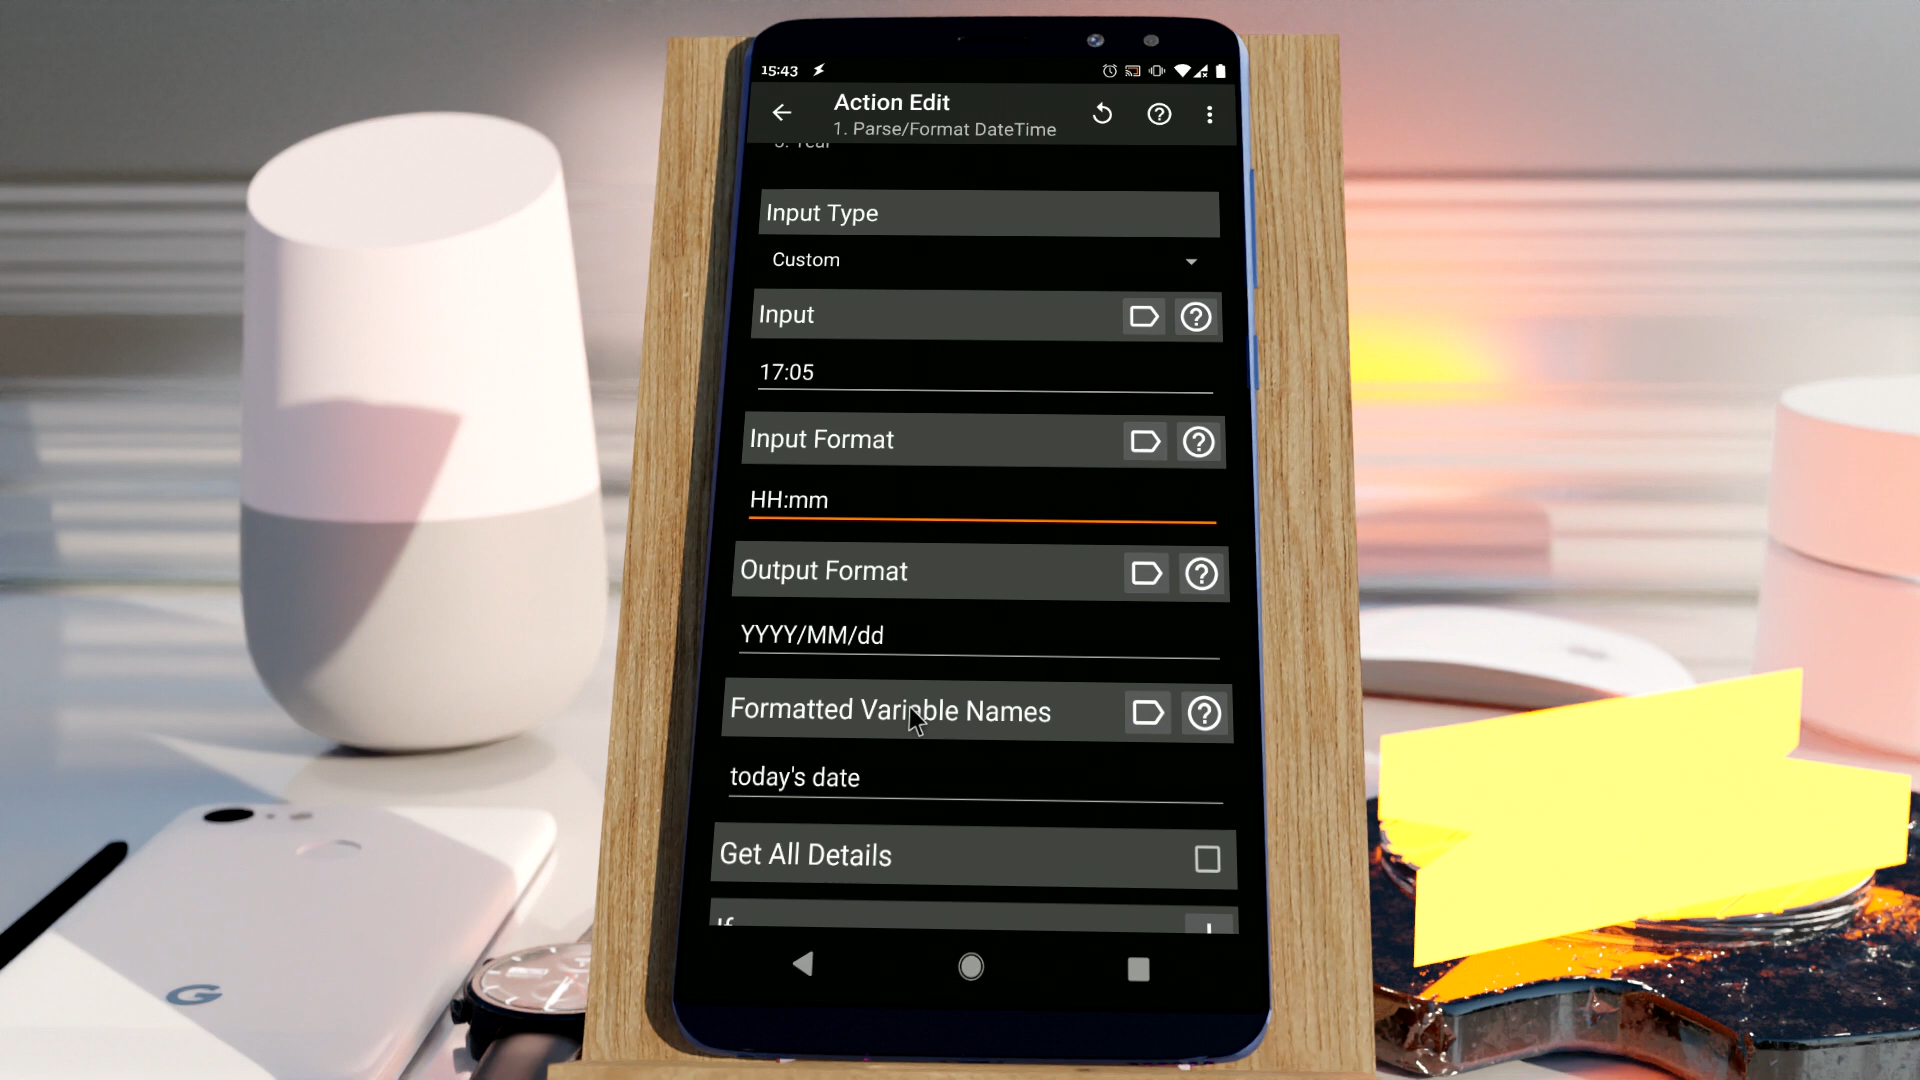 15:43
Action Edit
1. Parse/Format DateTime
Input Type
Custom
Input
17:05
Input Format
HH:mm
Output Format
YYYY/MM/dd
Formatted Variable Names
today's date
Get All Details
If
G